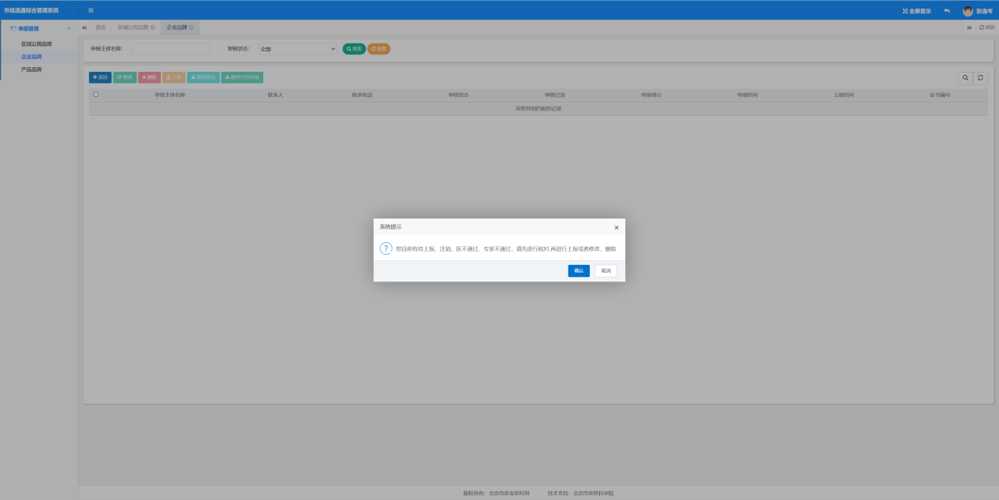 市场流通综合管理系统
全屏显示
张逸岑
申报管理
区域公用品牌
企业品牌
产品品牌
首页
区域公用品牌
企业品牌
刷新
申报主体名称：
审核状态：
全部
搜索
重置
添加
修改
删除
上报
申报主体名称
联系人
联系电话
审核状态
审核记录
申报得分
申报时间
上报时间
证书编号
没有找到匹配的记录
系统提示
您目前有待上报、注销、区不通过、专家不通过，请先进行核对,再进行上报或者修改、删除
确认
取消
版权所有：北京市农业农村局
技术支持：北京市农林科学院